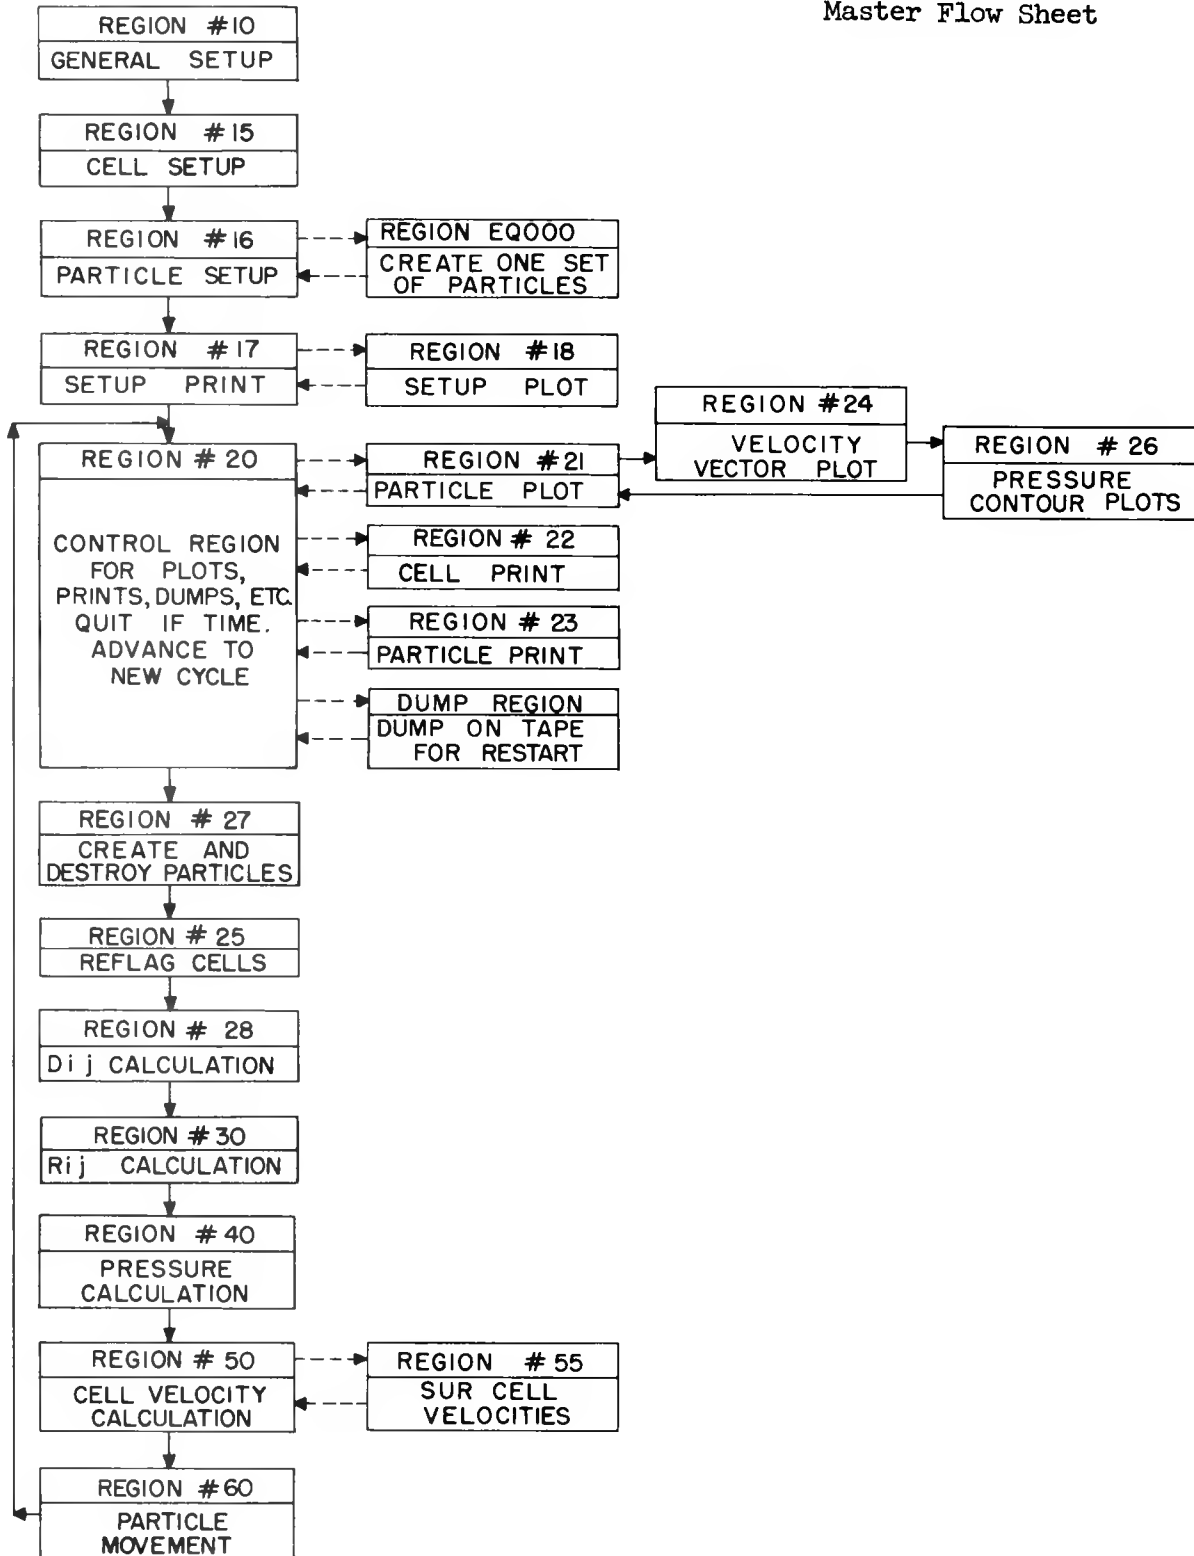 Master Flow Sheet
REGION #10
GENERAL SETUP
REGION #15
CELL SETUP
REGION #16
PARTICLE SETUP
REGION EQ000
CREATE ONE SET
OF PARTICLES
REGION #17
SETUP PRINT
REGION #18
SETUP PLOT
REGION # 20
CONTROL REGION
FOR PLOTS,
PRINTS, DUMPS, ETC.
QUIT IF TIME.
ADVANCE TO
NEW CYCLE
REGION #21
PARTICLE PLOT
REGION #24
VELOCITY
VECTOR PLOT
REGION # 26
PRESSURE
CONTOUR PLOTS
REGION # 22
CELL PRINT
REGION # 23
PARTICLE PRINT
DUMP REGION
DUMP ON TAPE
FOR RESTART
REGION # 27
CREATE AND
DESTROY PARTICLES
REGION # 25
REFLAG CELLS
REGION # 28
Dij CALCULATION
REGION #30
Rij CALCULATION
REGION #40
PRESSURE
CALCULATION
REGION # 50
CELL VELOCITY
CALCULATION
REGION #55
SUR CELL
VELOCITIES
REGION #60
PARTICLE
MOVEMENT